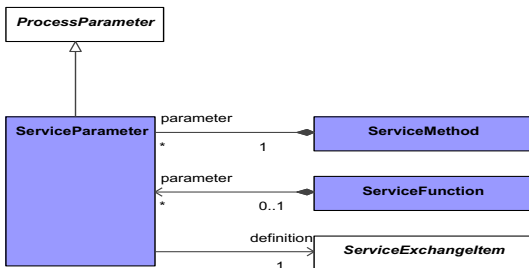 ProcessParameter
ServiceParameter
parameter
* 1
ServiceMethod
parameter
* 0..1
ServiceFunction
definition
1
ServiceExchangeItem